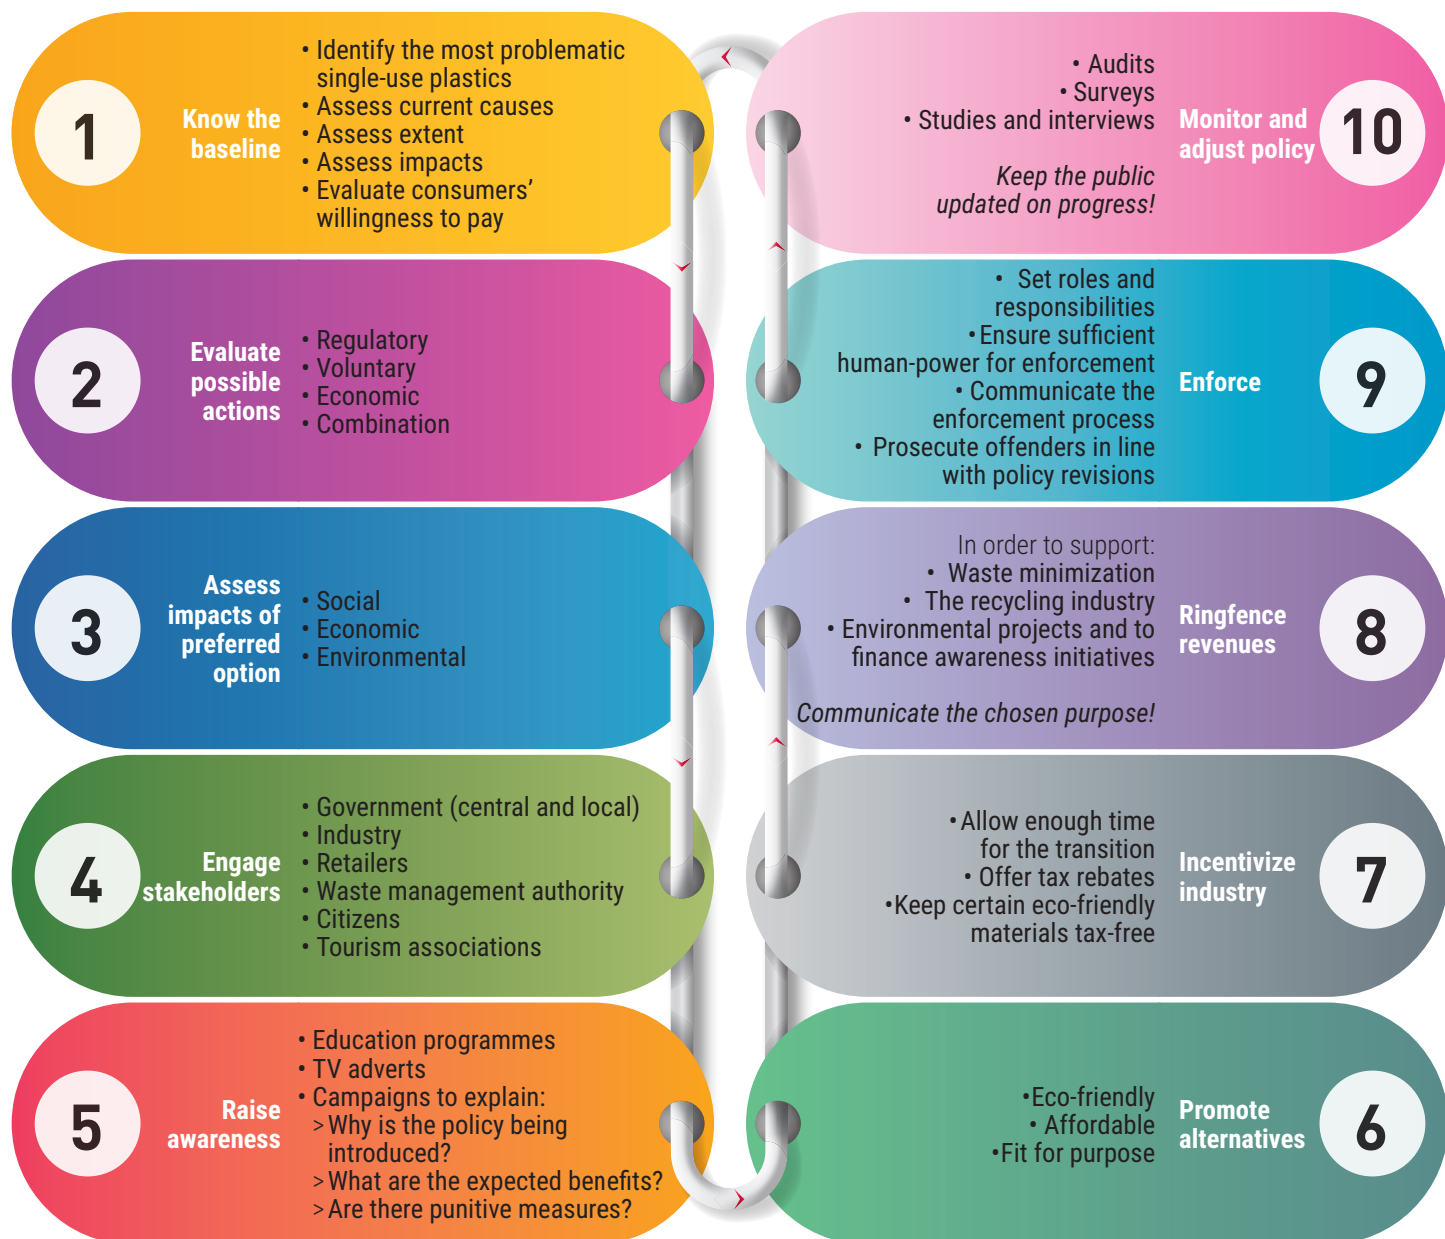 1
Know the
baseline
• Identify the most problematic
single-use plastics
• Assess current causes
• Assess extent
• Assess impacts
• Evaluate consumers’
willingness to pay
2
Evaluate
possible
actions
• Regulatory
• Voluntary
• Economic
• Combination
3
Assess
impacts of
preferred
option
• Social
• Economic
• Environmental
4
Engage
stakeholders
• Government (central and local)
• Industry
• Retailers
• Waste management authority
• Citizens
• Tourism associations
5
Raise
awareness
• Education programmes
• TV adverts
• Campaigns to explain:
> Why is the policy being
introduced?
> What are the expected benefits?
> Are there punitive measures?
6
Promote
alternatives
• Eco-friendly
• Affordable
• Fit for purpose
7
Incentivize
industry
• Allow enough time
for the transition
• Offer tax rebates
• Keep certain eco-friendly
materials tax-free
8
Ringfence
revenues
In order to support:
• Waste minimization
• The recycling industry
• Environmental projects and to
finance awareness initiatives
Communicate the chosen purpose!
9
Enforce
• Set roles and
responsibilities
• Ensure sufficient
human-power for enforcement
• Communicate the
enforcement process
• Prosecute offenders in line
with policy revisions
10
Monitor and
adjust policy
• Audits
• Surveys
• Studies and interviews
Keep the public
updated on progress!